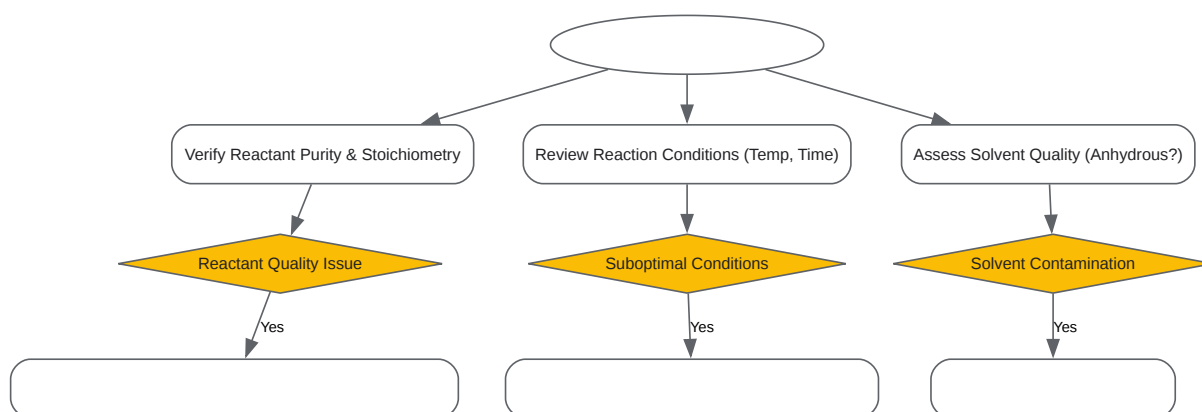 Verify Reactant Purity & Stoichiometry
Review Reaction Conditions (Temp, Time)
Assess Solvent Quality (Anhydrous?)
Reactant Quality Issue
Suboptimal Conditions
Solvent Contamination
Yes
Yes
Yes